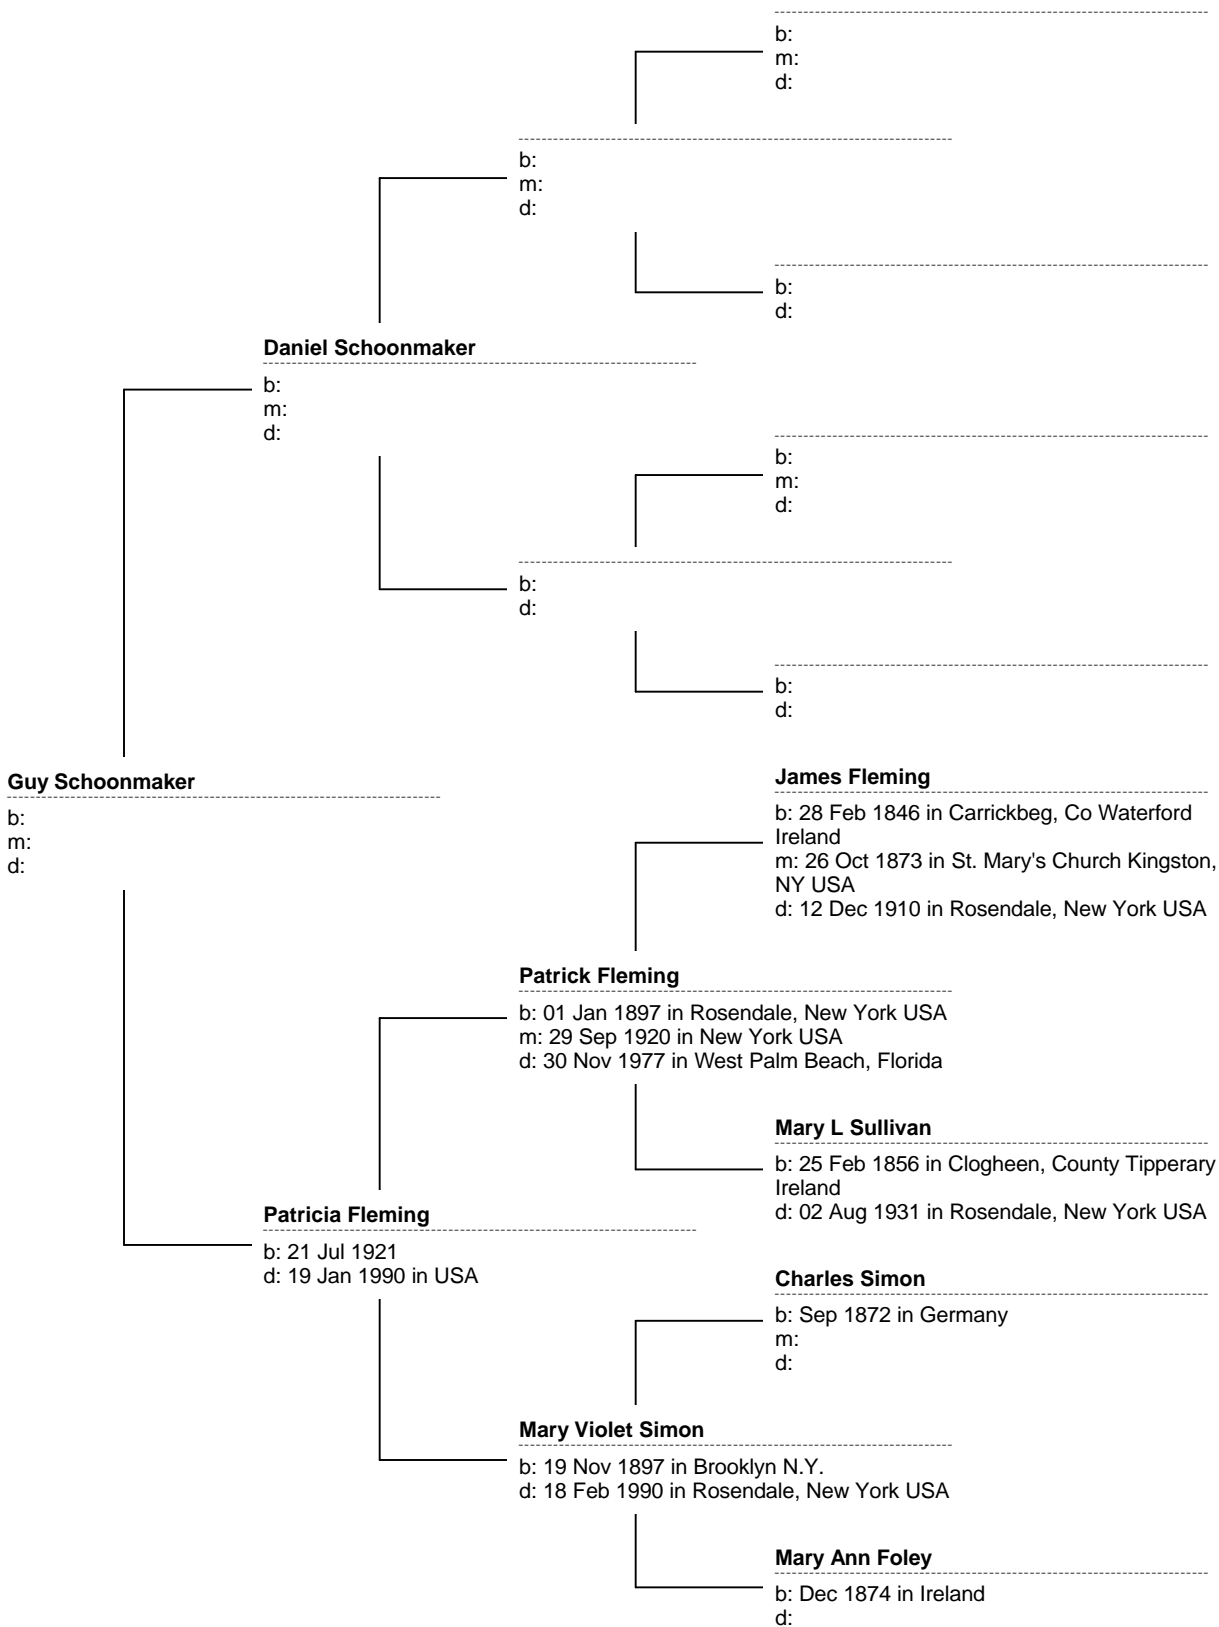 b:
m:
d:
b:
m:
d:
b:
d:
Daniel Schoonmaker
b:
m:
d:
b:
m:
d:
b:
d:
b:
d:
Guy Schoonmaker
b:
m:
d:
James Fleming
b: 28 Feb 1846 in Carrickbeg, Co Waterford
Ireland
m: 26 Oct 1873 in St. Mary's Church Kingston,
NY USA
d: 12 Dec 1910 in Rosendale, New York USA
Patrick Fleming
b: 01 Jan 1897 in Rosendale, New York USA
m: 29 Sep 1920 in New York USA
d: 30 Nov 1977 in West Palm Beach, Florida
Mary L Sullivan
b: 25 Feb 1856 in Clogheen, County Tipperary
Ireland
d: 02 Aug 1931 in Rosendale, New York USA
Patricia Fleming
b: 21 Jul 1921
d: 19 Jan 1990 in USA
Charles Simon
b: Sep 1872 in Germany
m:
d:
Mary Violet Simon
b: 19 Nov 1897 in Brooklyn N.Y.
d: 18 Feb 1990 in Rosendale, New York USA
Mary Ann Foley
b: Dec 1874 in Ireland
d: